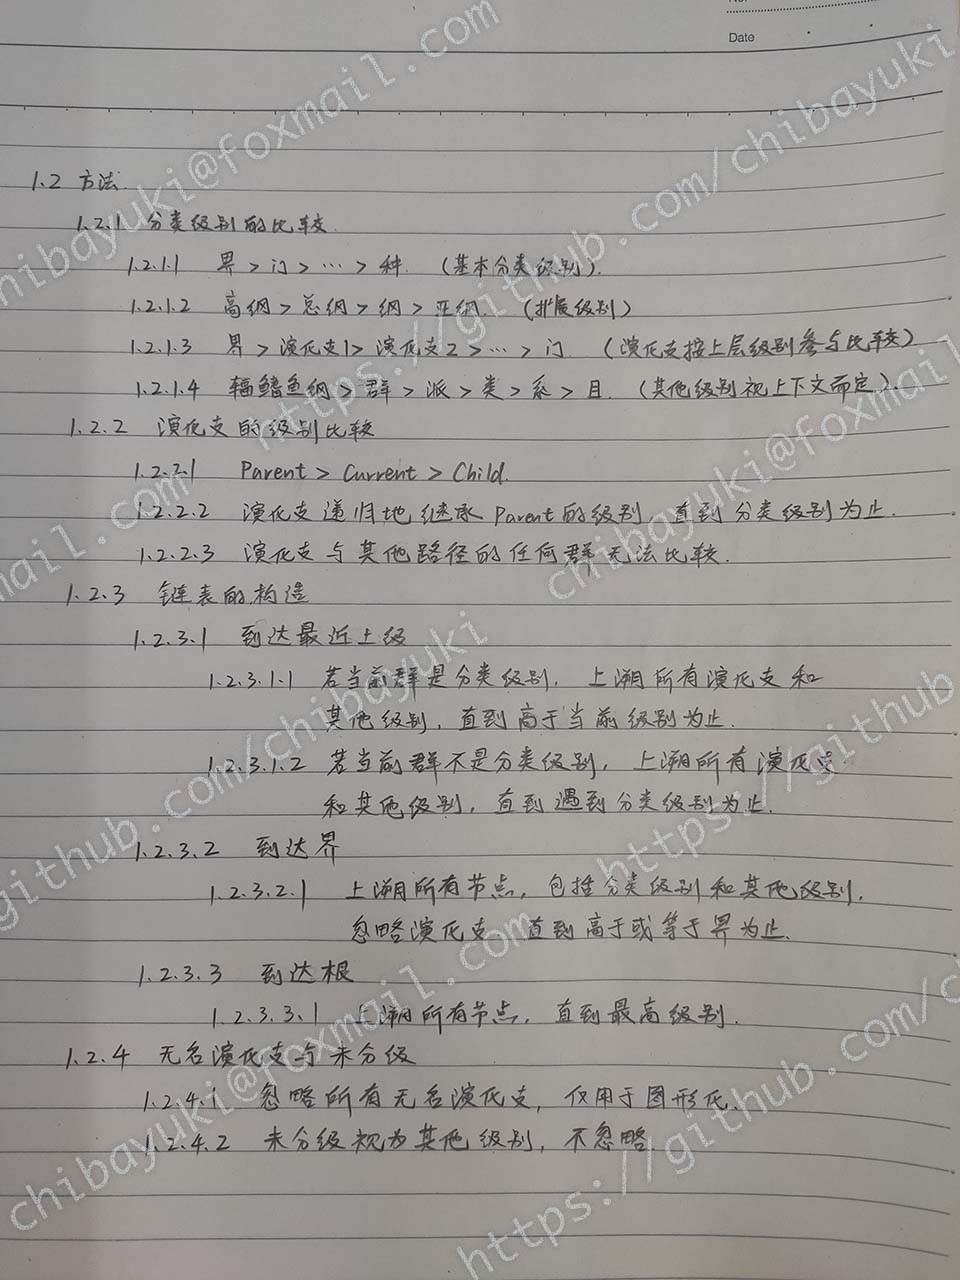 No
Date
1.2 方法.
1.2.1 分类级别的比较.
1.2.1.1 界 > 门 > … > 种. (基本分类级别).
1.2.1.2 高纲 > 总纲 > 纲 > 亚纲. (扩展级别)
1.2.1.3 界 > 演化支1 > 演化支2 > … > 门 (演化支按上层级别参与比较)
1.2.1.4 辐鳍鱼纲 > 群 > 派 > 类 > 系 > 目. (其他级别视上下文而定).
1.2.2 演化支的级别比较
1.2.2.1 Parent > Current > Child.
1.2.2.2 演化支递归地继承Parent的级别, 直到分类级别为止.
1.2.2.3 演化支与其他路径的任何群无法比较.
1.2.3 链表的构造
1.2.3.1 到达最近上级
1.2.3.1.1 若当前群是分类级别, 上溯所有演化支和
其他级别, 直到高于当前级别为止.
1.2.3.1.2 若当前群不是分类级别, 上溯所有演化支
和其他级别, 直到遇到分类级别为止.
1.2.3.2 到达界
1.2.3.2.1 上溯所有节点, 包括分类级别和其他级别,
忽略演化支. 直到高于或等于界为止.
1.2.3.3 到达根
1.2.3.3.1 上溯所有节点, 直到最高级别.
1.2.4 无名演化支与未分级
1.2.4.1 忽略所有无名演化支, 仅用于图形化.
1.2.4.2 未分级视为其他级别, 不忽略.
chibayuki@foxmail.com
https://github.com/chibayuki